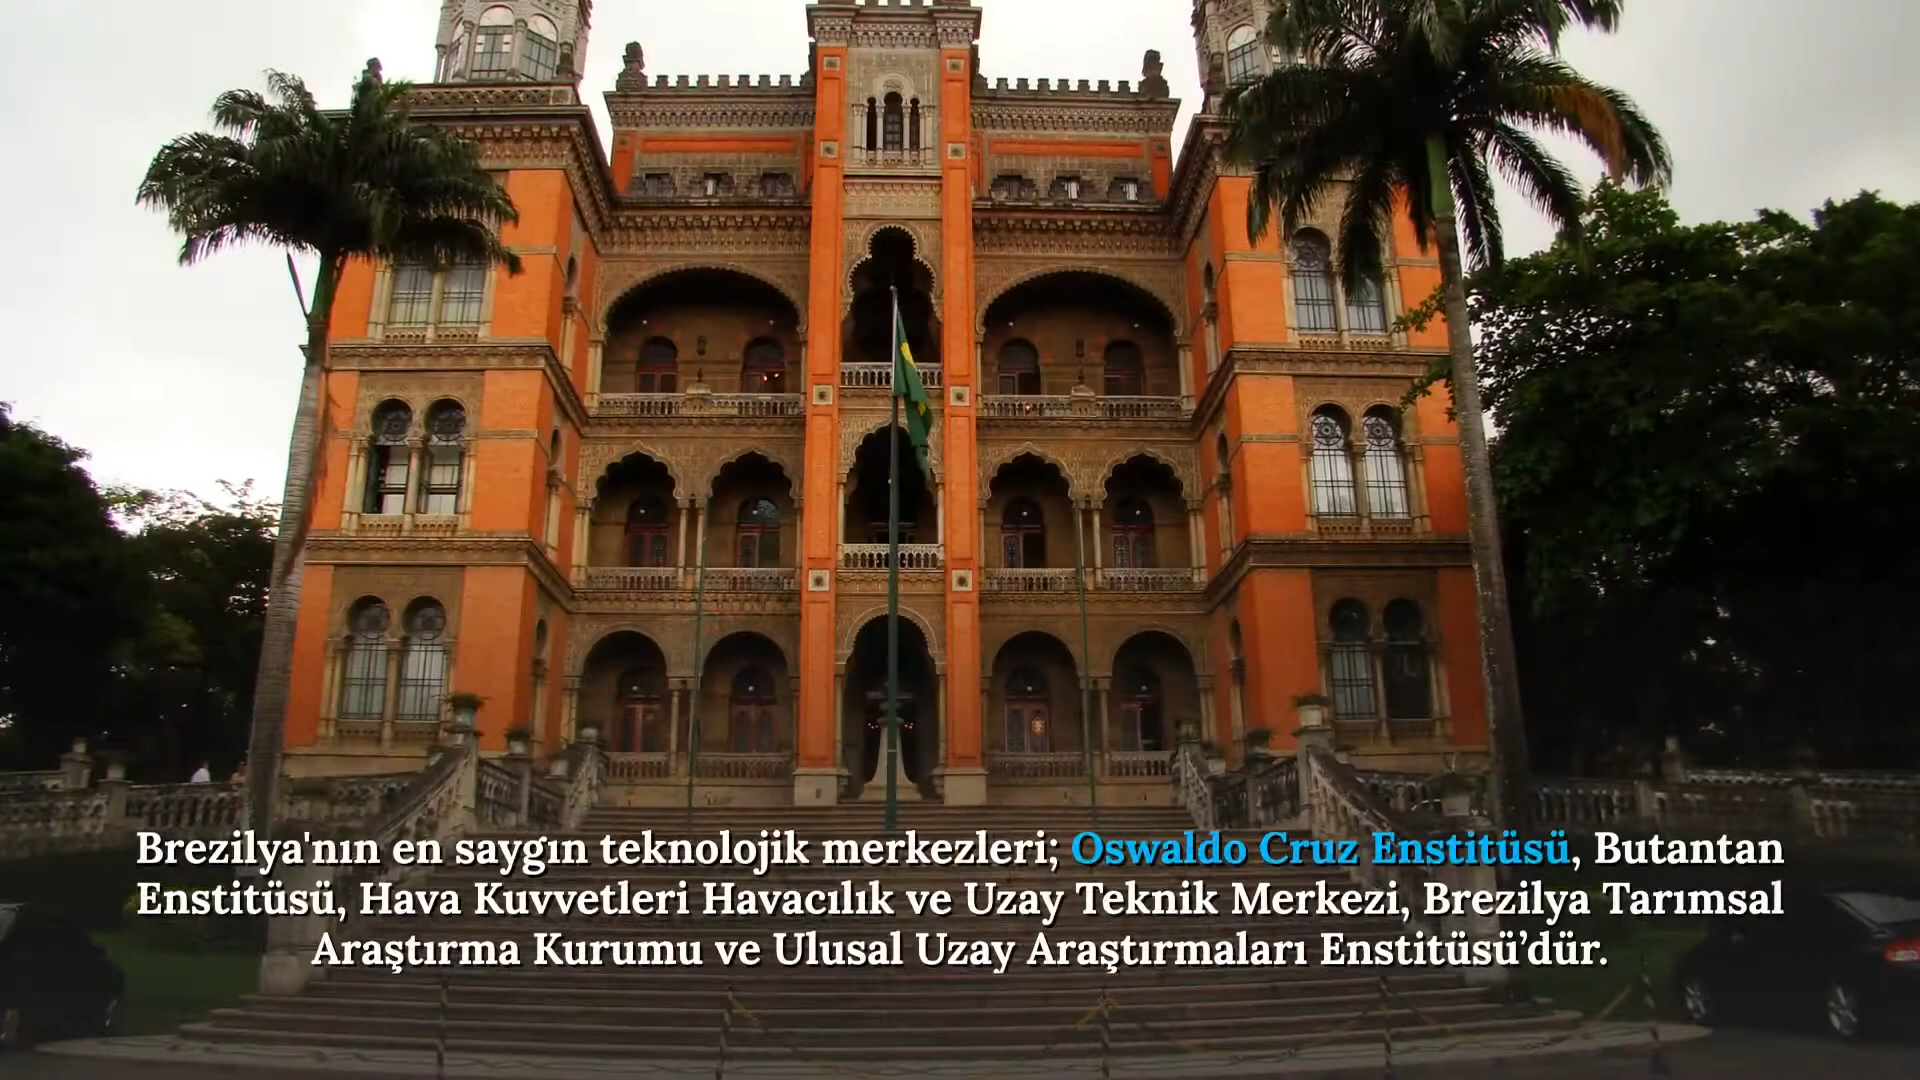 Brezilya'nın en saygın teknolojik merkezleri; Oswaldo Cruz Enstitüsü, Butantan
Enstitüsü, Hava Kuvvetleri Havacılık ve Uzay Teknik Merkezi, Brezilya Tarımsal
Araştırma Kurumu ve Ulusal Uzay Araştırmaları Enstitüsü’dür.